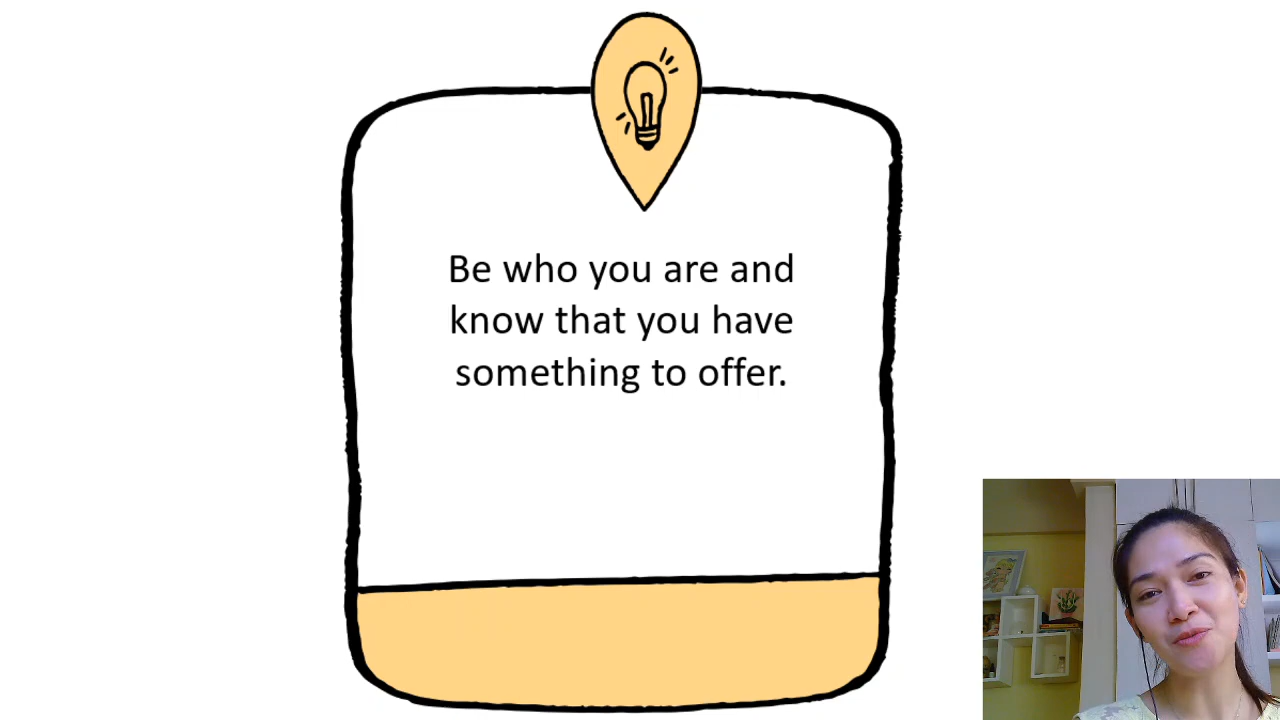 Be who you are and
know that you have
something to offer.